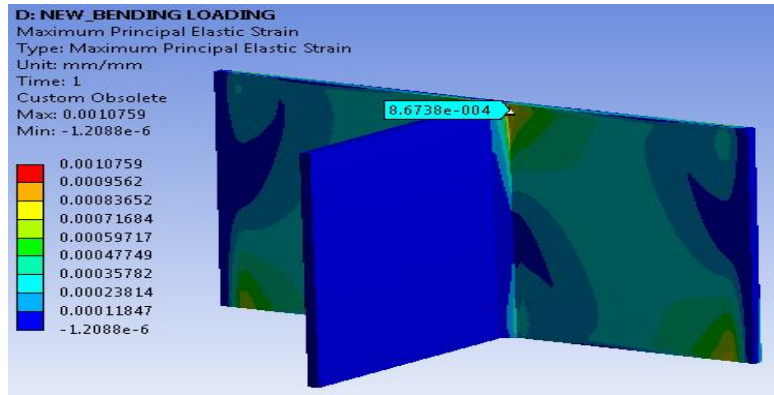 D: NEW_BENDING LOADING
Maximum Principal Elastic Strain
Type: Maximum Principal Elastic Strain
Unit: mm/mm
Time: 1
Custom Obsolete
Max: 0.0010759
Min: -1.2088e-6
8.6738e-004
0.0010759
0.0009562
0.00083652
0.00071684
0.00059717
0.00047749
0.00035782
0.00023814
0.00011847
-1.2088e-6